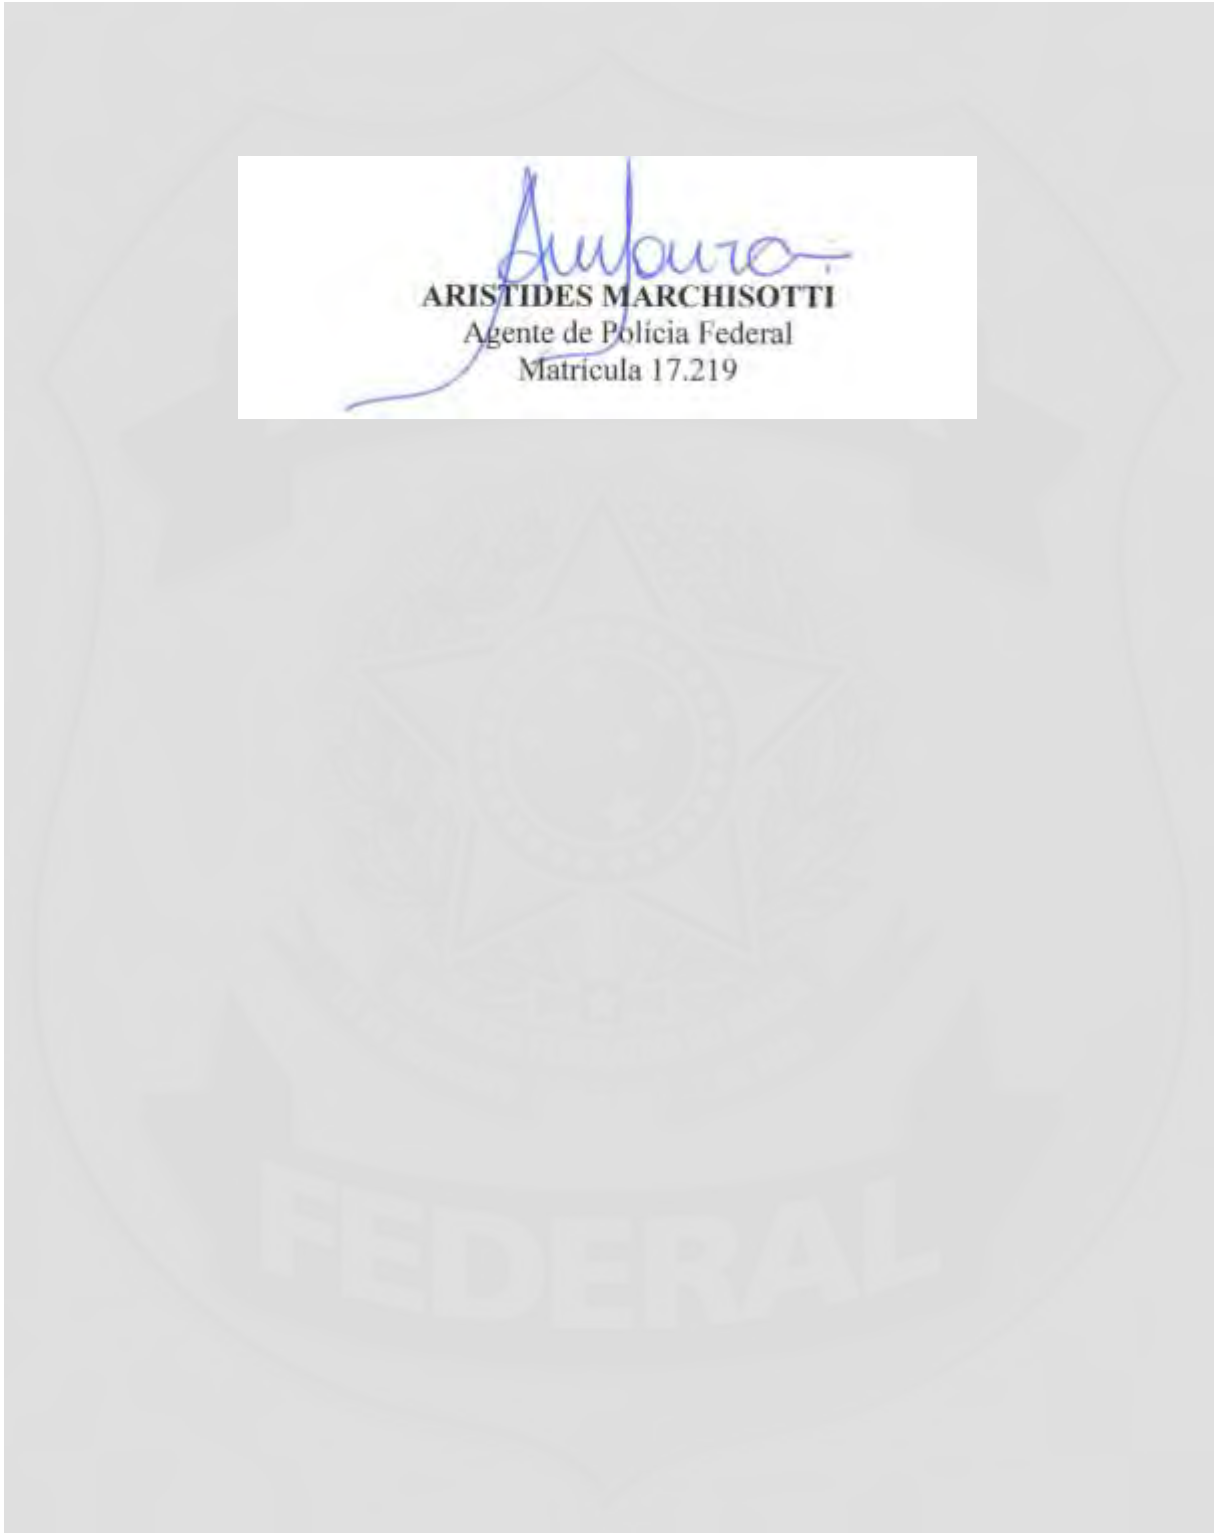 ARISTIDES MARCHISOTTI
Agente de Polícia Federal
Matrícula 17.219
FEDERAL